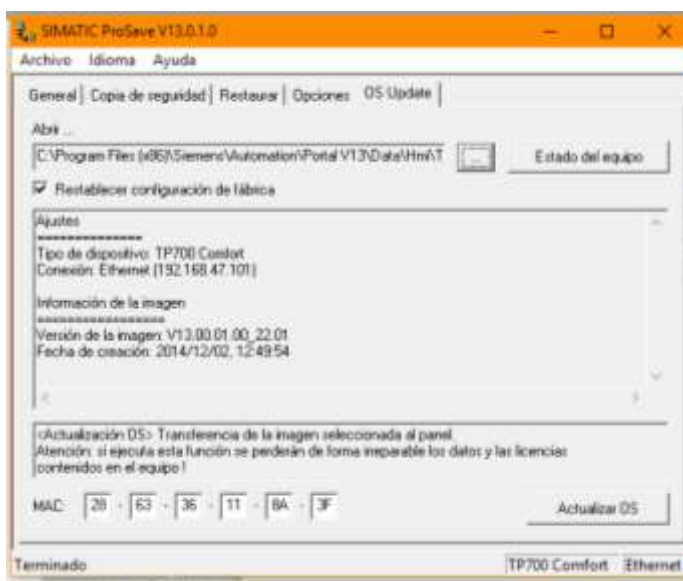 SIMATIC ProSave V13.0.1.0
Archivo Idioma Ayuda
General Copia de seguridad Restaurar Opciones OS Update
Abrir ...
C:\Program Files (x86)\Siemens\Automation\Portal V13\Data\Hmi\T ... Estado del equipo
Restablecer configuración de fábrica
Ajustes
===============
Tipo de dispositivo: TP700 Comfort
Conexión: Ethernet (192.168.47.101)
Información de la imagen
=================
Versión de la imagen: V13.00.01.00_22.01
Fecha de creación: 2014/12/02, 12:49:54
<Actualización OS> Transferencia de la imagen seleccionada al panel.
Atención: si ejecuta esta función se perderán de forma irreparable los datos y las licencias
contenidos en el equipo !
MAC: 28 - 63 - 36 - 11 - 8A - 3F Actualizar OS
Terminado TP700 Comfort Ethernet